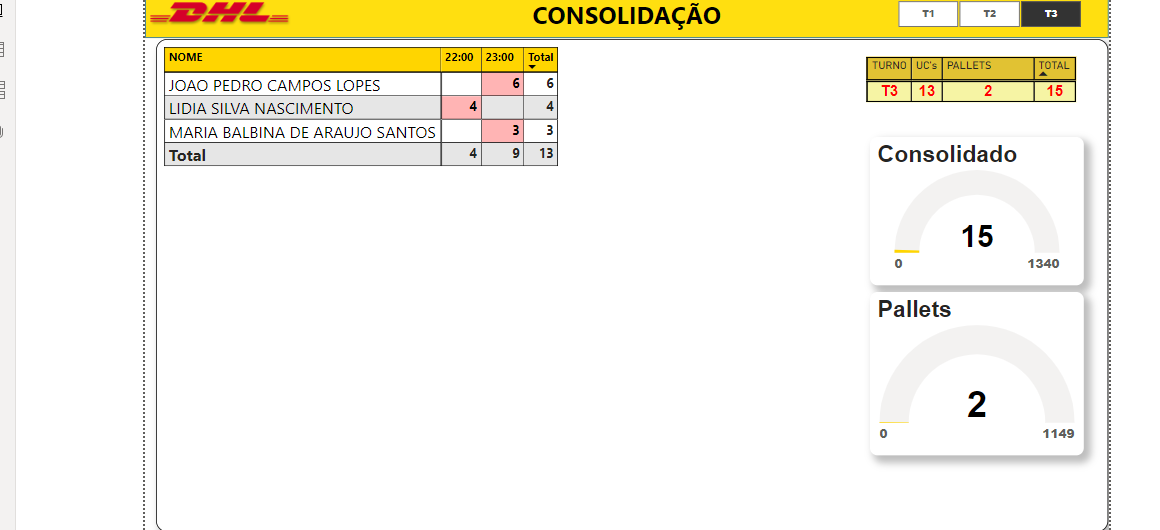 DHL
CONSOLIDAÇÃO
T1 T2 T3
NOME 22:00 23:00 Total
JOAO PEDRO CAMPOS LOPES 6 6
LIDIA SILVA NASCIMENTO 4 4
MARIA BALBINA DE ARAUJO SANTOS 3 3
Total 4 9 13
TURNO UC's PALLETS TOTAL
T3 13 2 15
Consolidado
15
0 1340
Pallets
2
0 1149